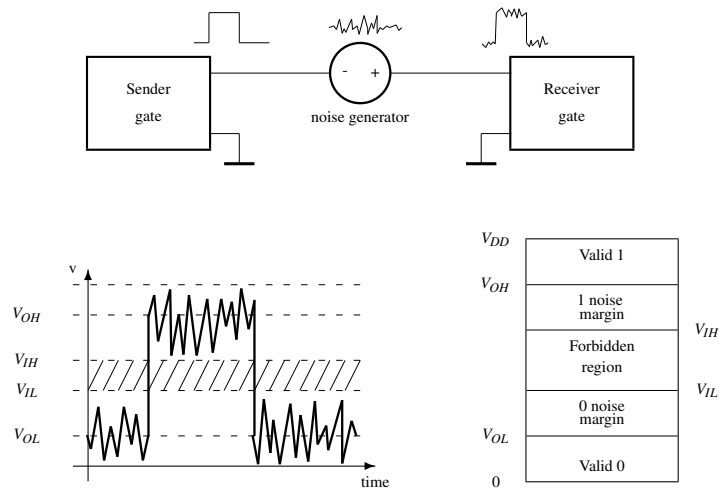 Sender
gate
-
+
noise generator
Receiver
gate
v
V_OH
V_IH
V_IL
V_OL
time
V_DD
Valid 1
V_OH
1 noise
margin
V_IH
Forbidden
region
V_IL
0 noise
margin
V_OL
Valid 0
0